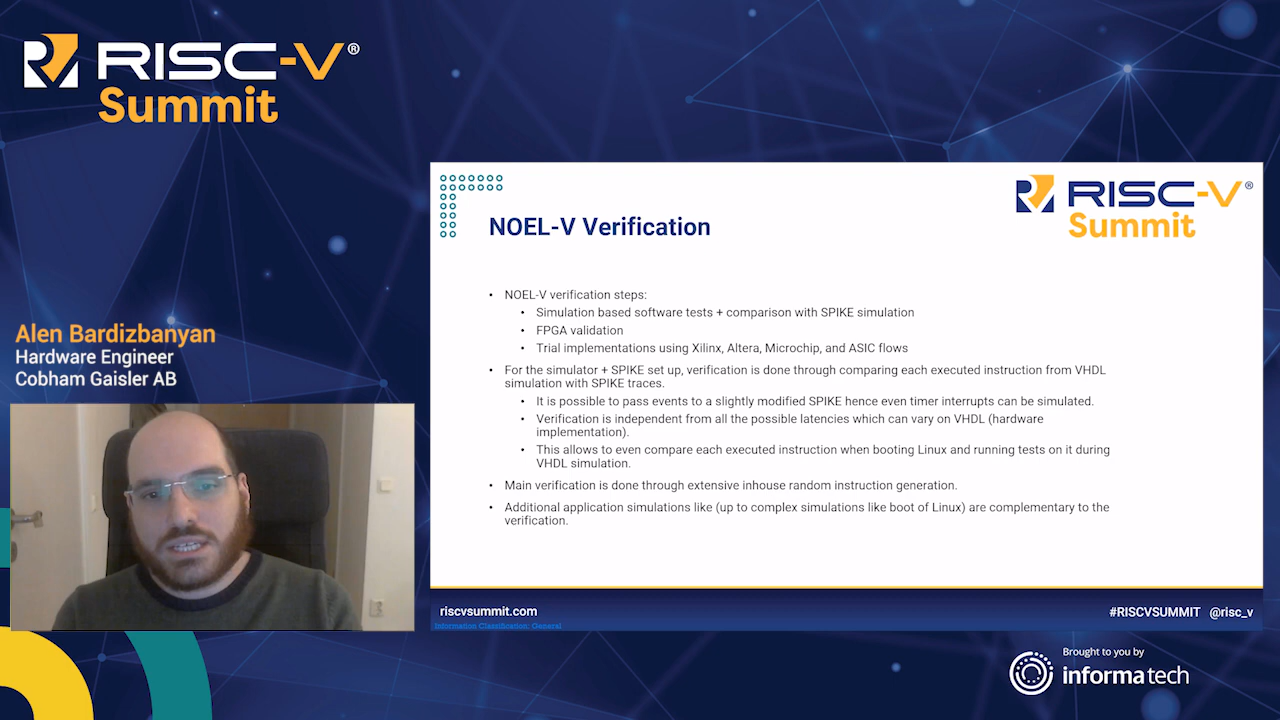 RISC-V®
Summit
Alen Bardizbanyan
Hardware Engineer
Cobham Gaisler AB
RISC-V®
Summit
NOEL-V Verification
• NOEL-V verification steps:
• Simulation based software tests + comparison with SPIKE simulation
• FPGA validation
• Trial implementations using Xilinx, Altera, Microchip, and ASIC flows
• For the simulator + SPIKE set up, verification is done through comparing each executed instruction from VHDL
simulation with SPIKE traces.
• It is possible to pass events to a slightly modified SPIKE hence even timer interrupts can be simulated.
• Verification is independent from all the possible latencies which can vary on VHDL (hardware
implementation).
• This allows to even compare each executed instruction when booting Linux and running tests on it during
VHDL simulation.
• Main verification is done through extensive inhouse random instruction generation.
• Additional application simulations like (up to complex simulations like boot of Linux) are complementary to the
verification.
riscvsummit.com
#RISCVSUMMIT @risc_v
Information Classification: General
Brought to you by
informa tech